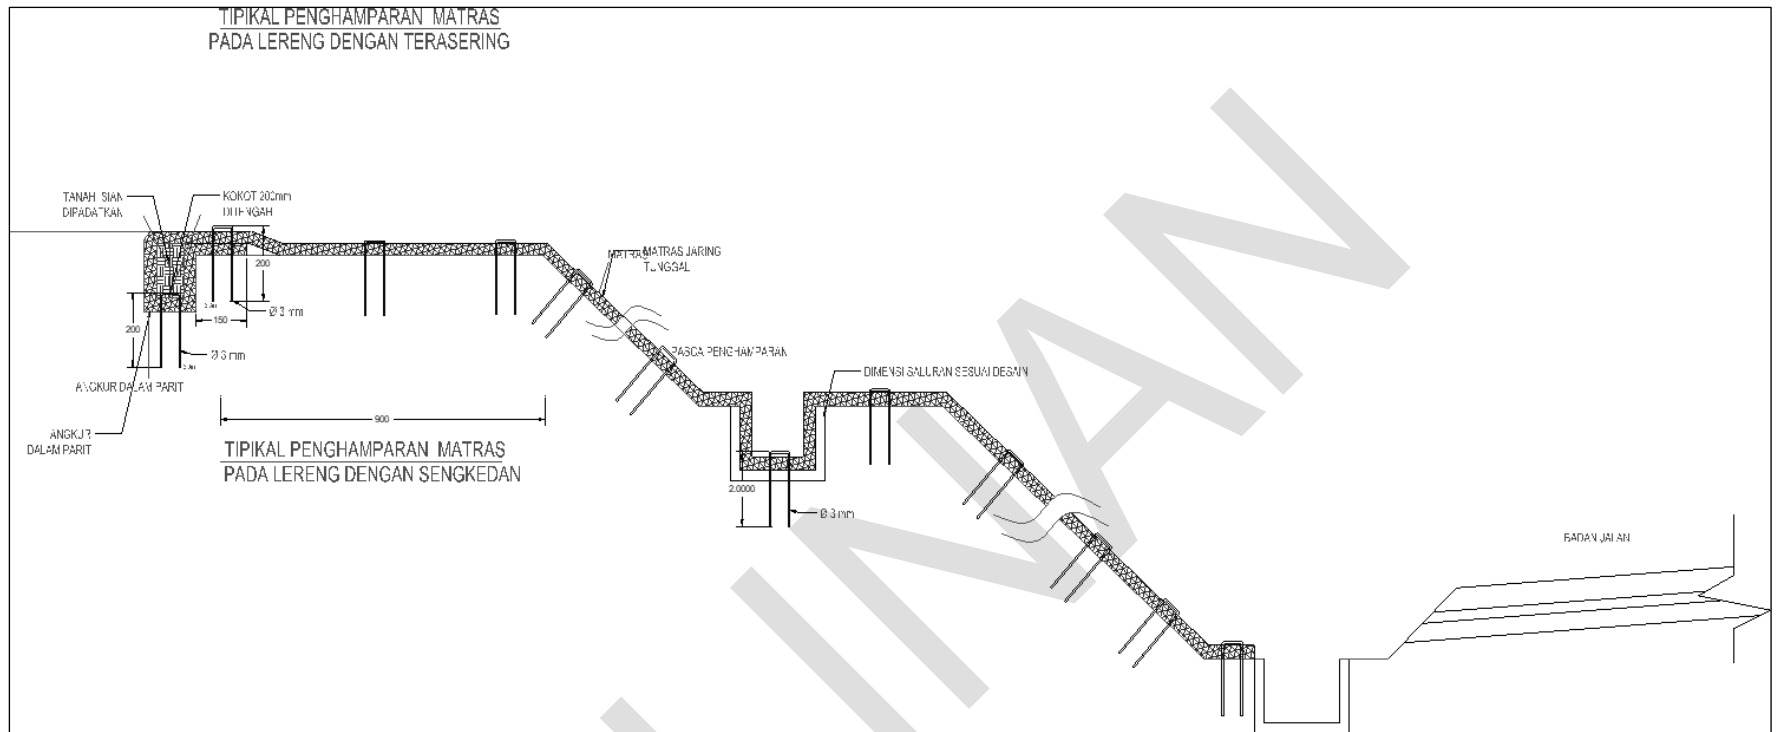 TIPIKAL PENGHAMPARAN MATRAS
PADA LERENG DENGAN TERASERING
TANAH ISIAN
DIPADATKAN
KOKOT 200mm
DITENGAH
MATRAS
MATRAS JARING
TUNGGAL
200
150
Ø 3 mm
200
Ø 3 mm
PASCA PENGHAMPARAN
DIMENSI SALURAN SESUAI DESAIN
ANGKUR DALAM PARIT
900
ANGKUR
DALAM PARIT
TIPIKAL PENGHAMPARAN MATRAS
PADA LERENG DENGAN SENGKEDAN
2.0000
Ø 3 mm
BADAN JALAN